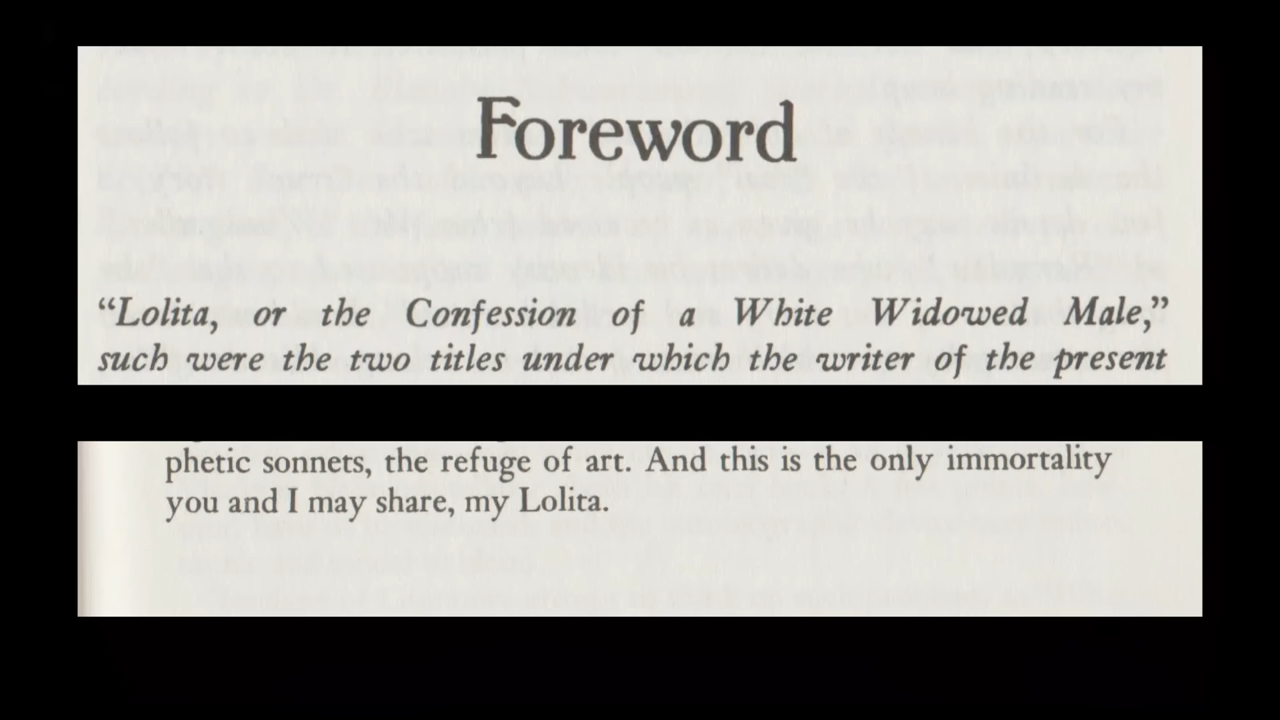 Foreword
“Lolita, or the Confession of a White Widowed Male,”
such were the two titles under which the writer of the present
phetic sonnets, the refuge of art. And this is the only immortality
you and I may share, my Lolita.